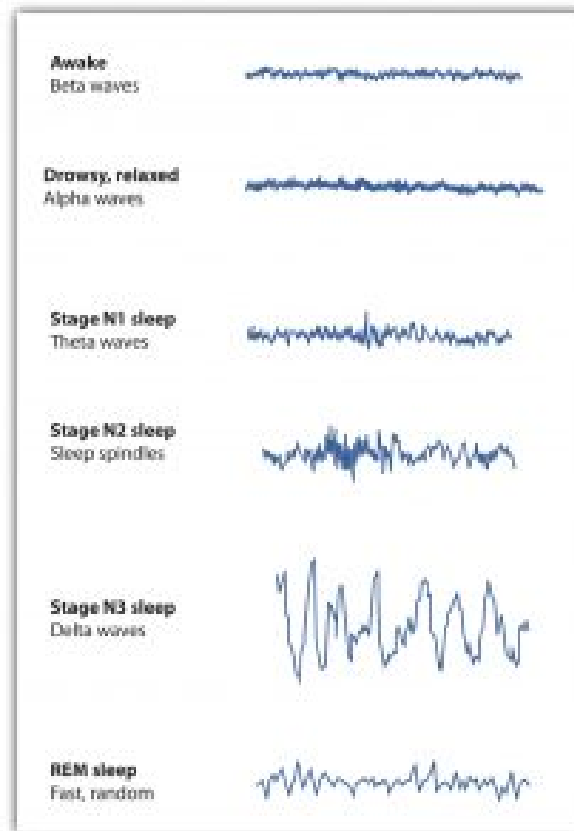 Awake
Beta waves
Drowsy, relaxed
Alpha waves
Stage N1 sleep
Theta waves
Stage N2 sleep
Sleep spindles
Stage N3 sleep
Delta waves
REM sleep
Fast, random